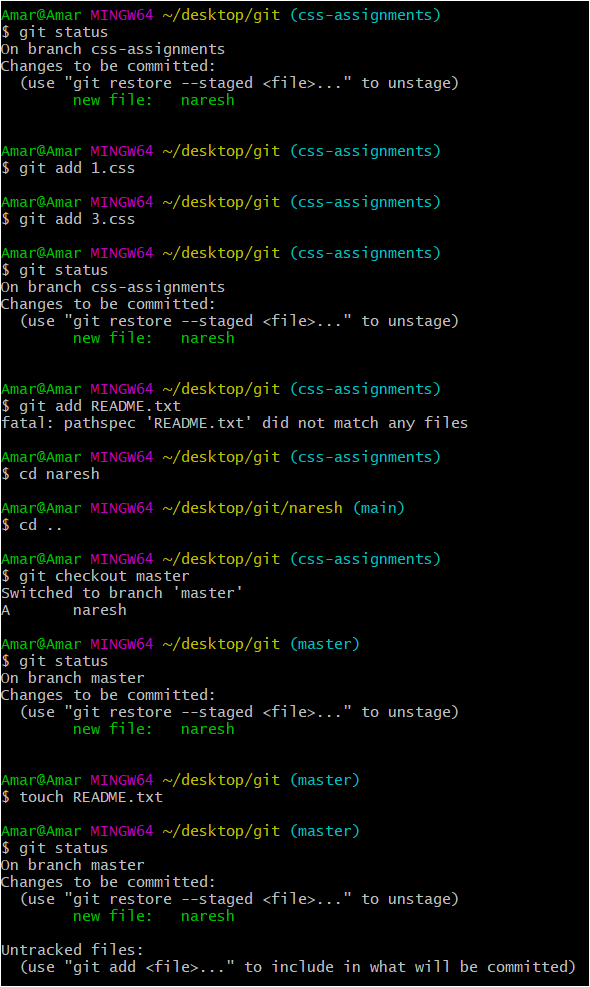 Amar@Amar MINGW64 ~/desktop/git (css-assignments)
$ git status
On branch css-assignments
Changes to be committed:
  (use "git restore --staged <file>..." to unstage)
        new file:   naresh

Amar@Amar MINGW64 ~/desktop/git (css-assignments)
$ git add 1.css

Amar@Amar MINGW64 ~/desktop/git (css-assignments)
$ git add 3.css

Amar@Amar MINGW64 ~/desktop/git (css-assignments)
$ git status
On branch css-assignments
Changes to be committed:
  (use "git restore --staged <file>..." to unstage)
        new file:   naresh

Amar@Amar MINGW64 ~/desktop/git (css-assignments)
$ git add README.txt
fatal: pathspec 'README.txt' did not match any files

Amar@Amar MINGW64 ~/desktop/git (css-assignments)
$ cd naresh

Amar@Amar MINGW64 ~/desktop/git/naresh (main)
$ cd ..

Amar@Amar MINGW64 ~/desktop/git (css-assignments)
$ git checkout master
Switched to branch 'master'
A       naresh

Amar@Amar MINGW64 ~/desktop/git (master)
$ git status
On branch master
Changes to be committed:
  (use "git restore --staged <file>..." to unstage)
        new file:   naresh

Amar@Amar MINGW64 ~/desktop/git (master)
$ touch README.txt

Amar@Amar MINGW64 ~/desktop/git (master)
$ git status
On branch master
Changes to be committed:
  (use "git restore --staged <file>..." to unstage)
        new file:   naresh

Untracked files:
  (use "git add <file>..." to include in what will be committed)